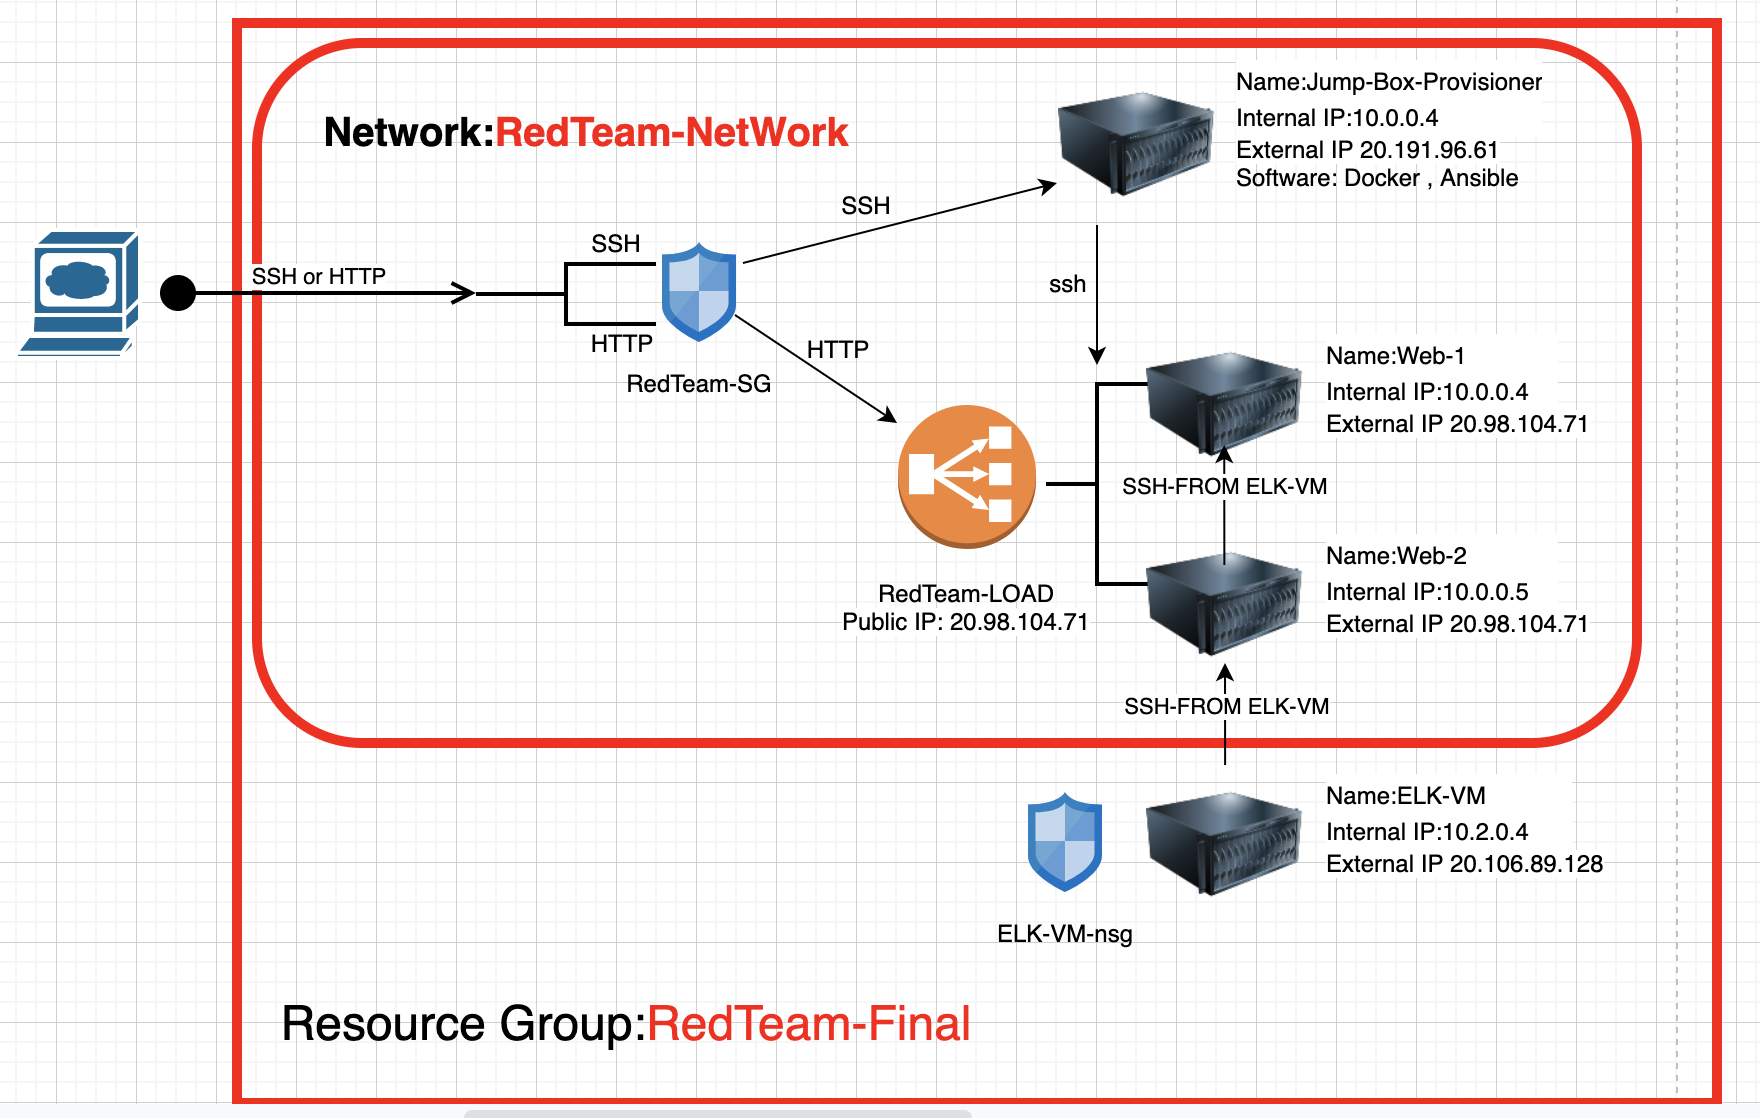 Name:Jump-Box-Provisioner
Internal IP:10.0.0.4
External IP 20.191.96.61
Software: Docker , Ansible
Network:RedTeam-NetWork
SSH
SSH
SSH or HTTP
ssh
HTTP
HTTP
RedTeam-SG
Name:Web-1
Internal IP:10.0.0.4
External IP 20.98.104.71
SSH-FROM ELK-VM
Name:Web-2
Internal IP:10.0.0.5
External IP 20.98.104.71
RedTeam-LOAD
Public IP: 20.98.104.71
SSH-FROM ELK-VM
Name:ELK-VM
Internal IP:10.2.0.4
External IP 20.106.89.128
ELK-VM-nsg
Resource Group:RedTeam-Final